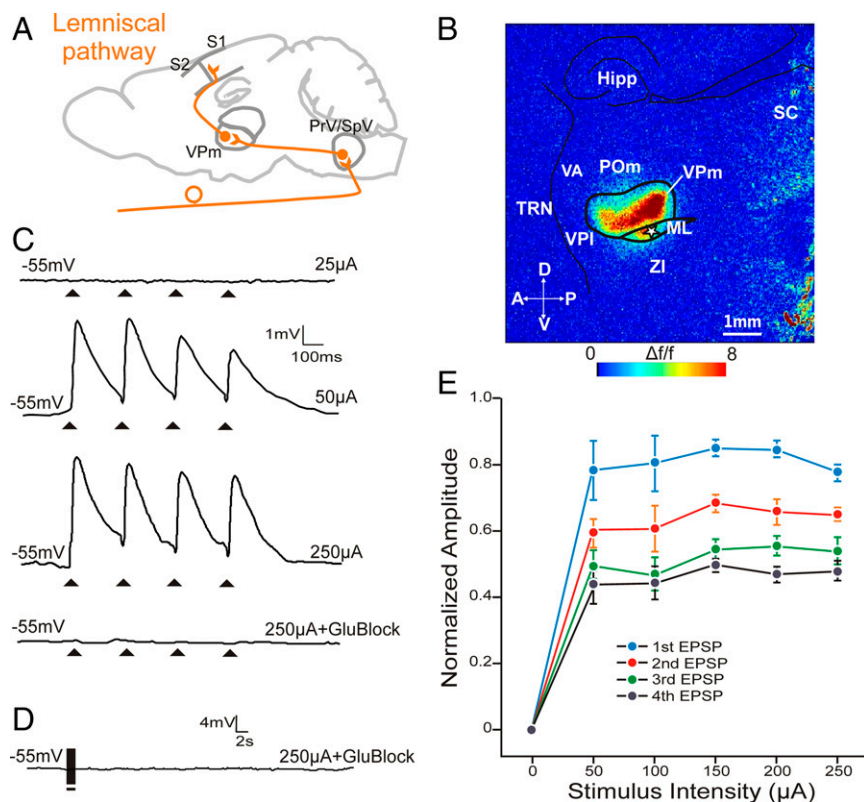 A
Lemniscal
pathway
S1
S2
VPm
PrV/SpV
B
Hipp
SC
VA
POm
VPm
TRN
VPl
ML
ZI
D
A P
V
1mm
0 Δf/f 8
C
-55mV 25µA
1mV
100ms
-55mV 50µA
-55mV 250µA
-55mV 250µA+GluBlock
D
4mV
2s
-55mV 250µA+GluBlock
E
Normalized Amplitude
1.0
0.8
0.6
0.4
0.2
0
1st EPSP
2nd EPSP
3rd EPSP
4th EPSP
0 50 100 150 200 250
Stimulus Intensity (µA)